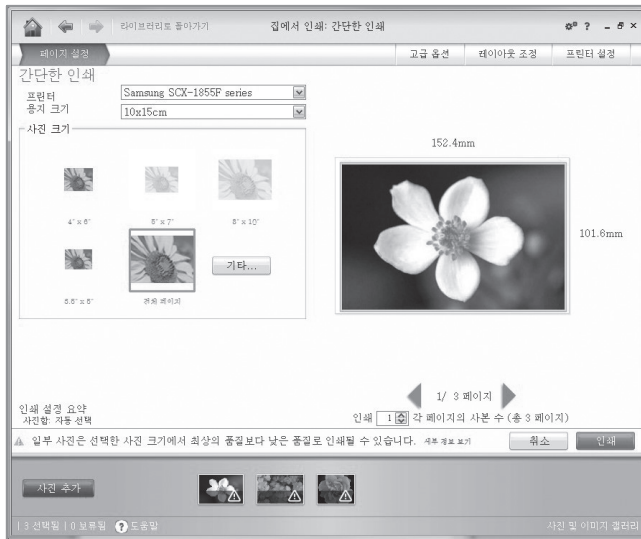 라이브러리로 돌아가기
집에서 인쇄: 간단한 인쇄
페이지 설정
고급 옵션
레이아웃 조정
프린터 설정
간단한 인쇄
프린터
Samsung SCX-1855F series
용지 크기
10x15cm
사진 크기
4" x 6"
5" x 7"
8" x 10"
3.5" x 5"
전체 페이지
기타...
152.4mm
101.6mm
1/ 3 페이지
인쇄 설정 요약
사진함: 자동 선택
인쇄 1 각 페이지의 사본 수 (총 3 페이지)
일부 사진은 선택한 사진 크기에서 최상의 품질보다 낮은 품질로 인쇄될 수 있습니다. 세부 정보 보기
취소
인쇄
사진 추가
| 3 선택됨 | 0 보류됨 ? 도움말
사진 및 이미지 갤러리